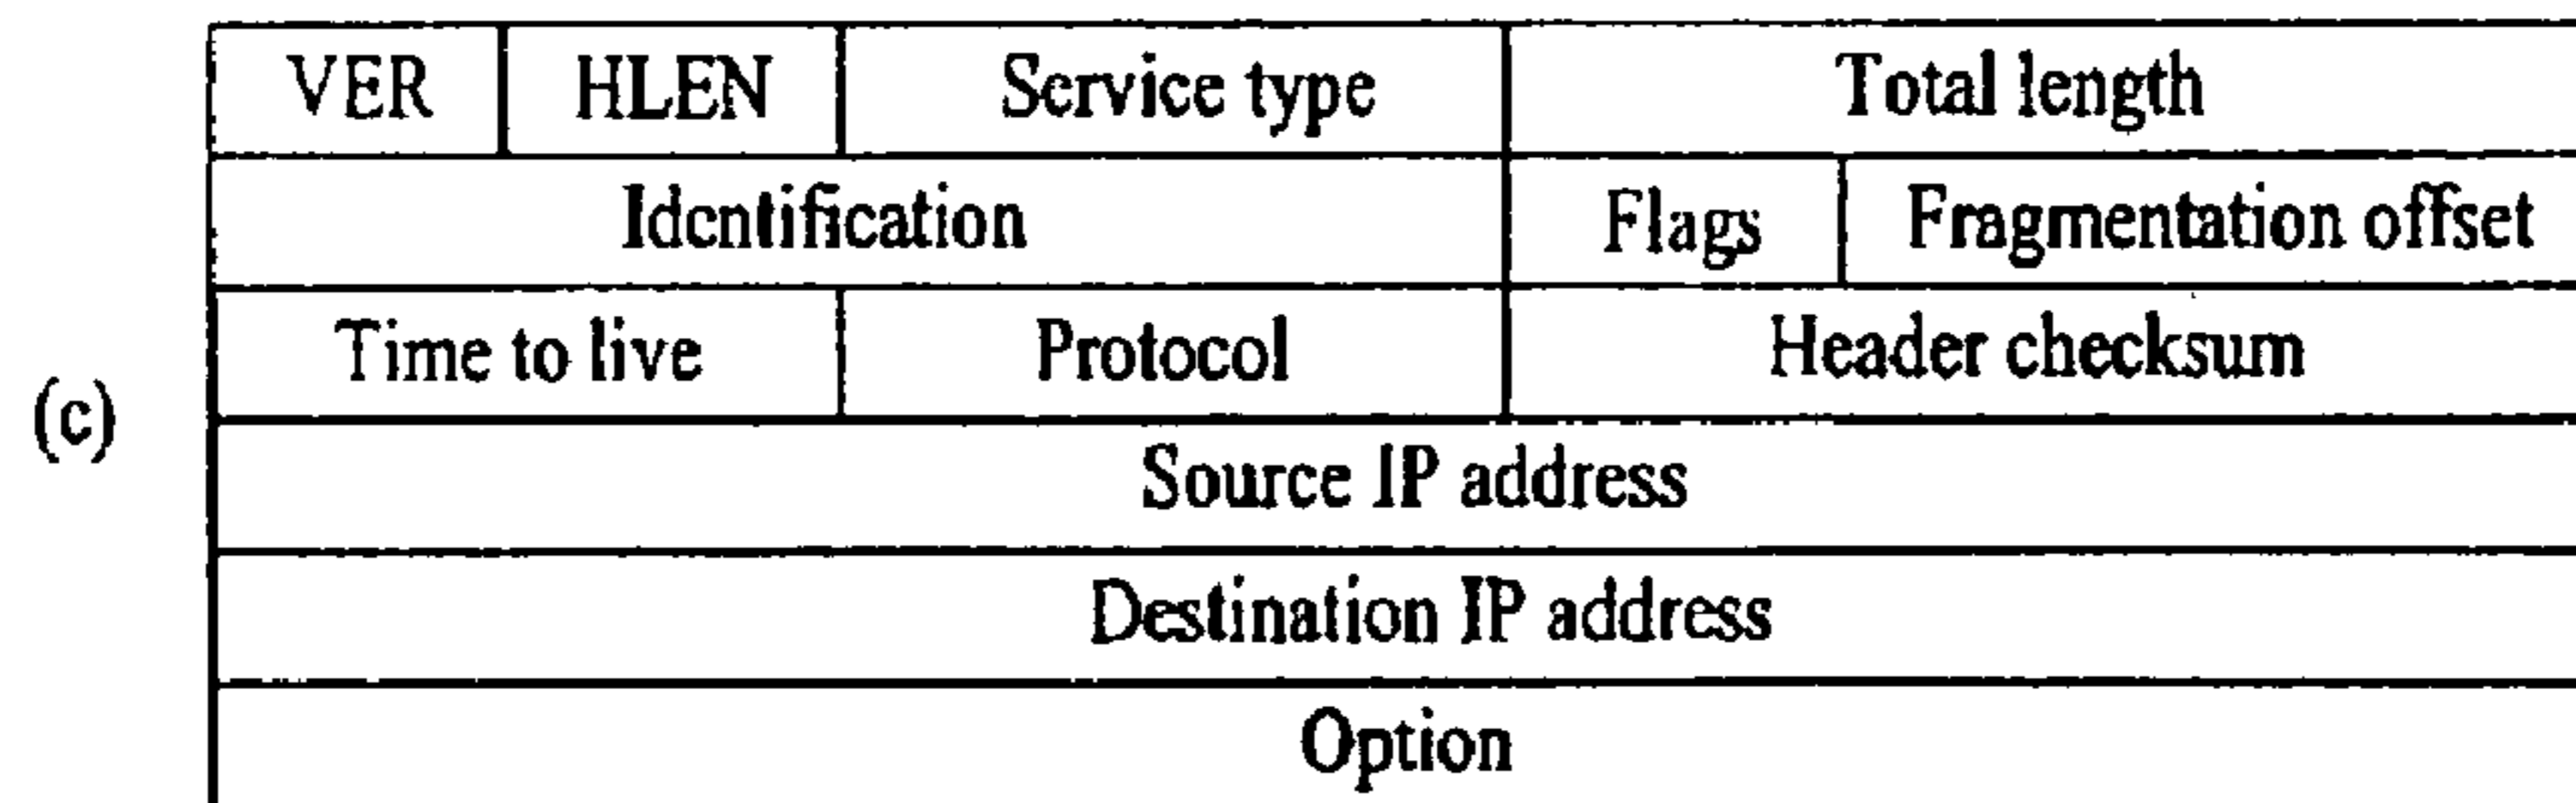 VER HLEN Service type Total length
Identification Flags Fragmentation offset
Time to live Protocol Header checksum
(c)
Source IP address
Destination IP address
Option